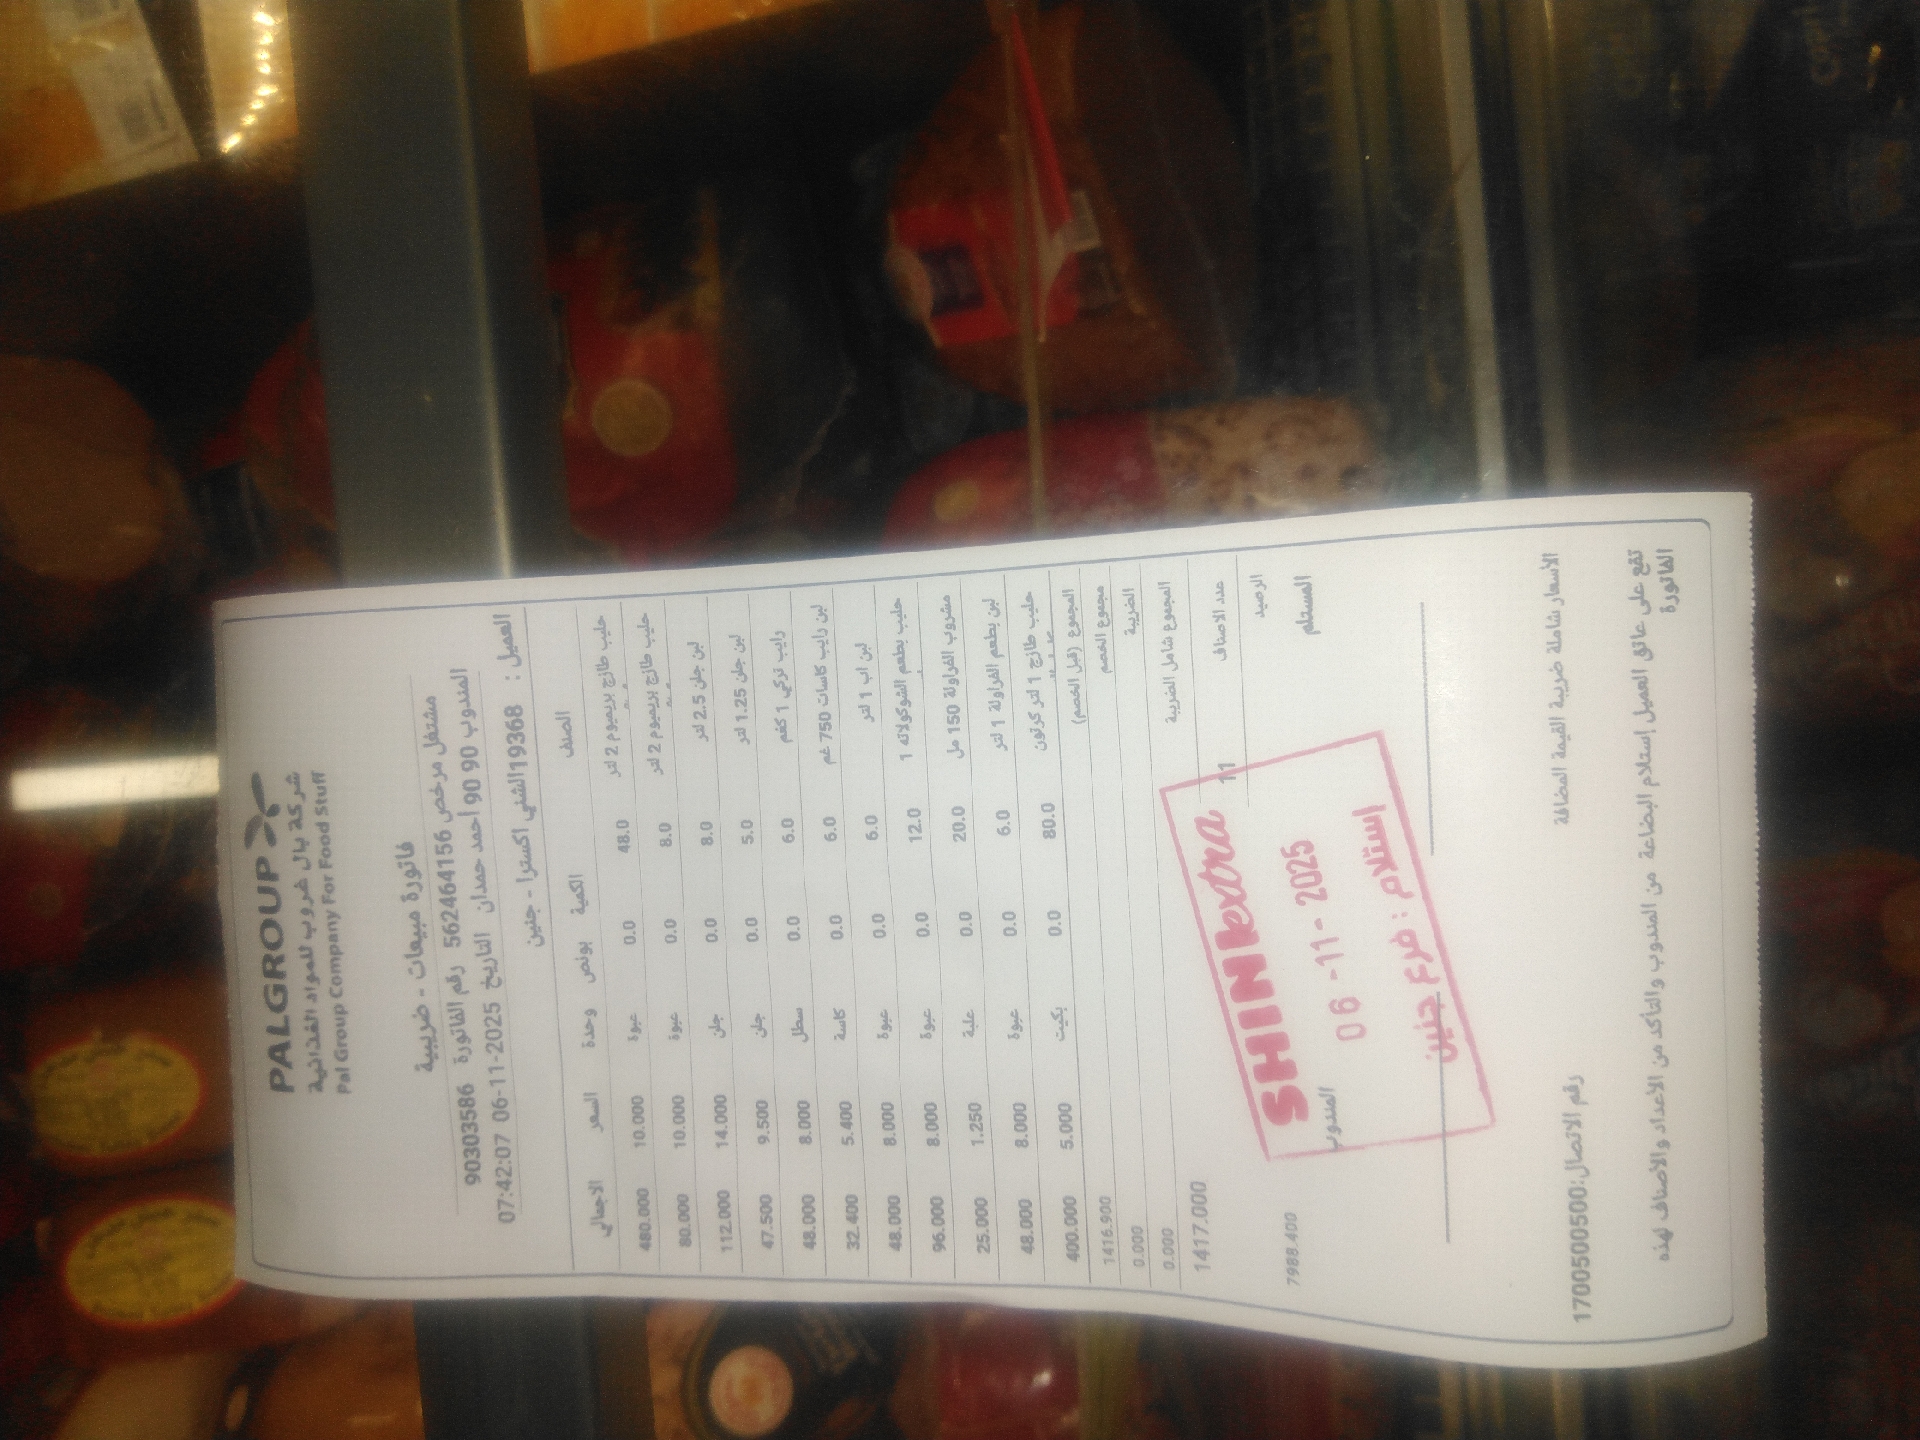 PALGROUP
شركة بال غروب للمواد الغذائية
Pal Group Company For Food Stuff
فاتورة مبيعات - ضريبية
مشتغل مرخص 562464156 رقم الفاتورة 90303586
المندوب 90 90 احمد حمدان التاريخ 06-11-2025 07:42:07
العميل : 19368الشني اكسترا - جنين
الصنف الكمية بونص وحدة السعر الاجمالي
حليب طازج بريميوم 2 لتر 48.0 0.0 عبوة 10.000 480.000
حليب طازج بريميوم 2 لتر 8.0 0.0 عبوة 10.000 80.000
لبن جلن 2.5 لتر 8.0 0.0 جلن 14.000 112.000
لبن جلن 1.25 لتر 5.0 0.0 جلن 9.500 47.500
رايب تركي 1 كغم 6.0 0.0 سطل 8.000 48.000
لبن رايب كاسات 750 غم 6.0 0.0 كاسة 5.400 32.400
لبن اب 1 لتر 6.0 0.0 عبوة 8.000 48.000
حليب بطعم الشوكولاته 1 12.0 0.0 عبوة 8.000 96.000
مشروب الفراولة 150 مل 20.0 0.0 علبة 1.250 25.000
لبن بطعم الفراولة 1 لتر 6.0 0.0 عبوة 8.000 48.000
حليب طازج 1 لتر كرتون 80.0 0.0 بكيت 5.000 400.000
المجموع (قبل الخصم) 1416.900
مجموع الخصم 0.000
الضريبة 0.000
المجموع شامل الضريبة 1417.000
عدد الاصناف 11
الرصيد 7988.400
المستلم المندوب
SHINI extra
06 -11- 2025
إستلام : فرع جنين
الأسعار شاملة ضريبة القيمة المضافة رقم الاتصال:1700500500
تقع على عاتق العميل إستلام البضاعة من المندوب والتأكد من الأعداد والأصناف لهذه
الفاتورة